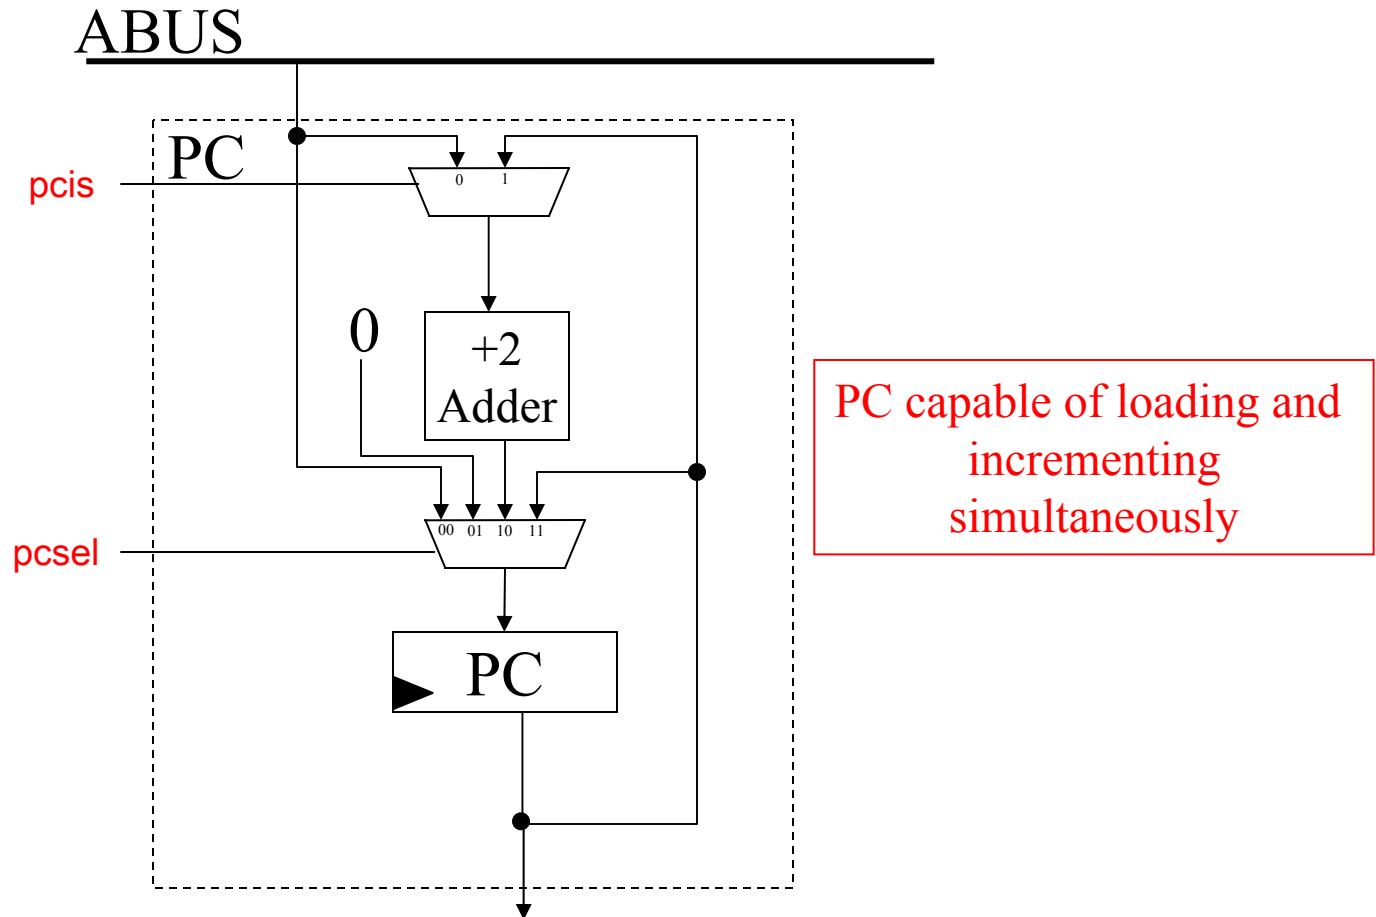 ABUS
PC
pcis
0 1
0
+2
Adder
00 01 10 11
pcsel
PC
PC capable of loading and
incrementing
simultaneously